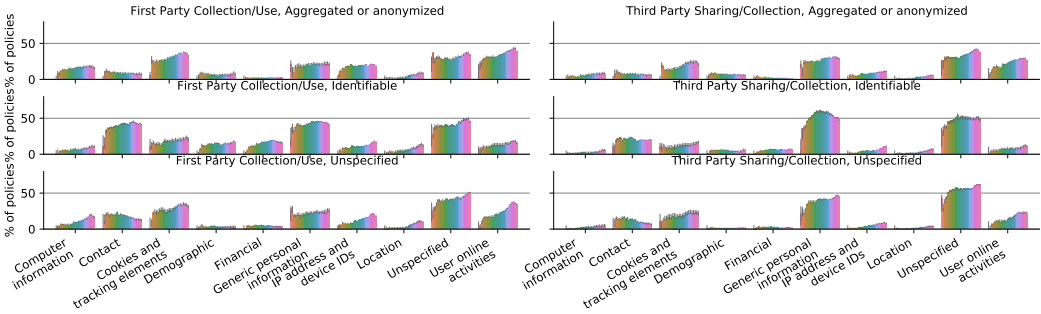 First Party Collection/Use, Aggregated or anonymized
Third Party Sharing/Collection, Aggregated or anonymized
50
0
% of policies
First Party Collection/Use, Identifiable
Third Party Sharing/Collection, Identifiable
50
0
% of policies
First Party Collection/Use, Unspecified
Third Party Sharing/Collection, Unspecified
50
0
% of policies
Computer
information
Contact
Cookies and
tracking elements
Demographic
Financial
Generic personal
information
IP address and
device IDs
Location
Unspecified
User online
activities
Computer
information
Contact
Cookies and
tracking elements
Demographic
Financial
Generic personal
information
IP address and
device IDs
Location
Unspecified
User online
activities